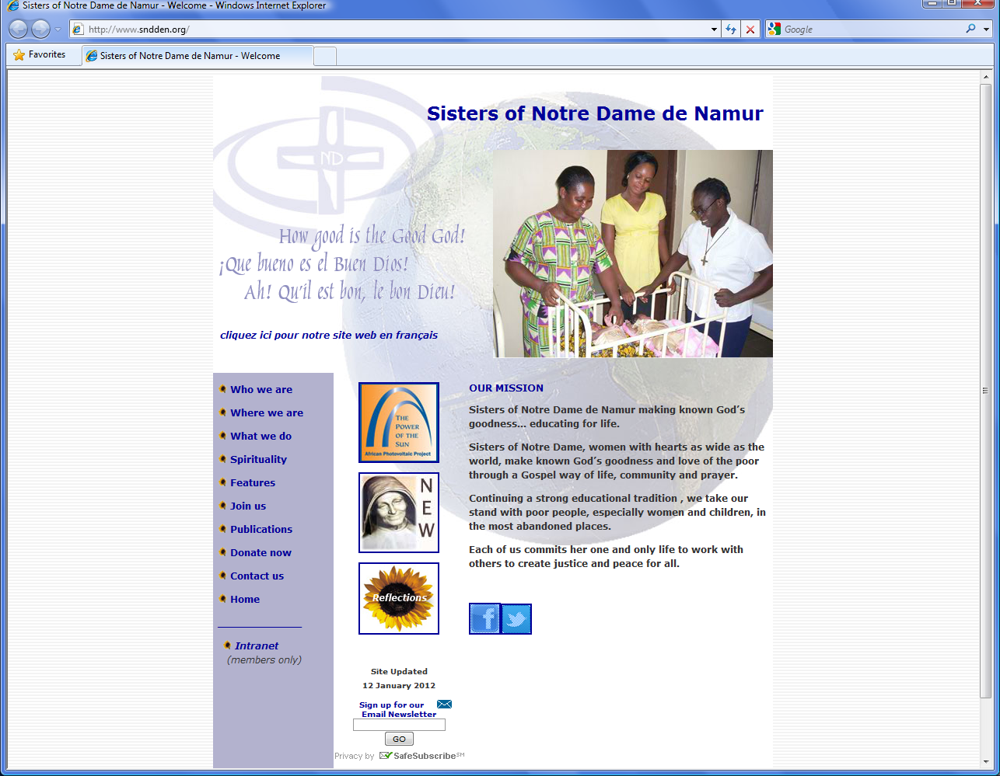 Sisters of Notre Dame de Namur - Welcome - Windows Internet Explorer
http://www.sndden.org/
Google
Favorites
Sisters of Notre Dame de Namur - Welcome
Sisters of Notre Dame de Namur
ND
How good is the Good God!
¡Que bueno es el Buen Dios!
Ah! Qu'il est bon, le bon Dieu!
cliquez ici pour notre site web en français
Who we are
Where we are
What we do
Spirituality
Features
Join us
Publications
Donate now
Contact us
Home
Intranet
(members only)
THE
POWER
OF THE
SUN
African Photovoltaic Project
NEW
Reflections
Site Updated
12 January 2012
Sign up for our
Email Newsletter
GO
Privacy by SafeSubscribeSM
OUR MISSION
Sisters of Notre Dame de Namur making known God's
goodness... educating for life.
Sisters of Notre Dame, women with hearts as wide as the
world, make known God's goodness and love of the poor
through a Gospel way of life, community and prayer.
Continuing a strong educational tradition , we take our
stand with poor people, especially women and children, in
the most abandoned places.
Each of us commits her one and only life to work with
others to create justice and peace for all.
f